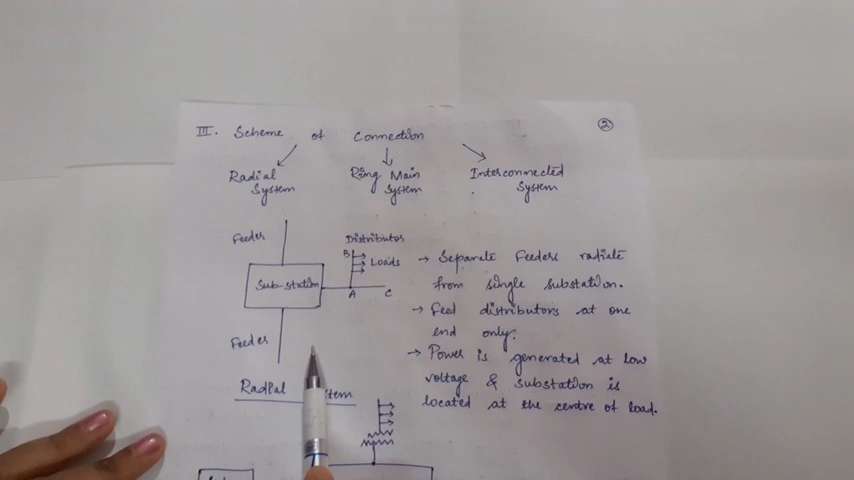 2
III. Scheme of Connection
Radial System
Ring Main System
Interconnected System
Feeder
Sub-station
Feeder
Distributor
B
Loads
A
C
→ Separate Feeders radiate
from single substation.
→ Feed distributors at one
end only.
→ Power is generated at low
voltage & substation is
located at the centre of load.
Radial